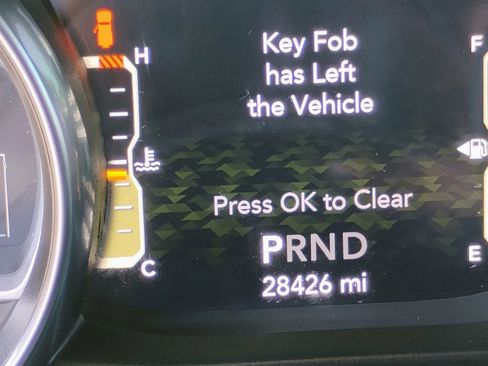 H
F
Key Fob
has Left
the Vehicle
Press OK to Clear
PRND
C
E
28426 mi